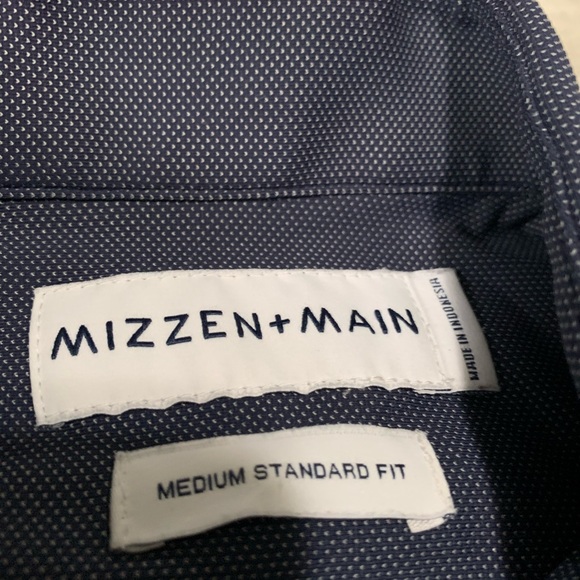 MIZZEN+MAIN
MADE IN INDONESIA
MEDIUM STANDARD FIT